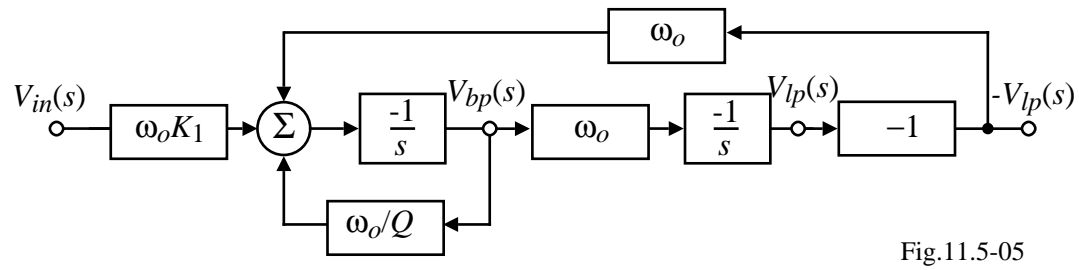 ωo
Vin(s)
Vbp(s)
Vlp(s)
-Vlp(s)
ωoK1
Σ
-1
s
ωo
-1
s
−1
ωo/Q
Fig.11.5-05